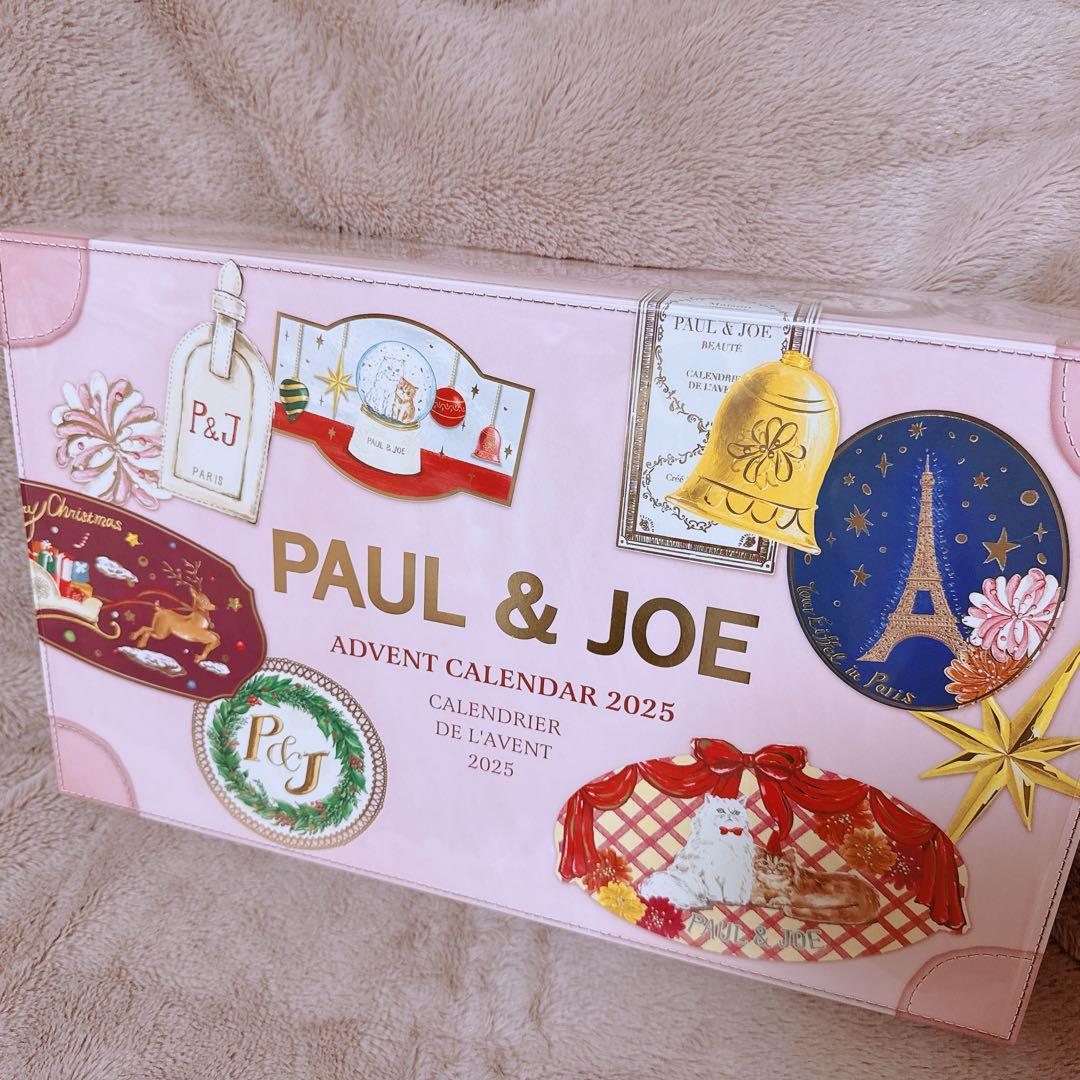 P&J
PARIS
PAUL & JOE
PAUL & JOE
BEAUTÉ
CALENDRIER
DE L'AVENT
Créé
Christmas
P&J
PAUL & JOE
ADVENT CALENDAR 2025
CALENDRIER
DE L'AVENT
2025
Tour Eiffel in Paris
PAUL & JOE